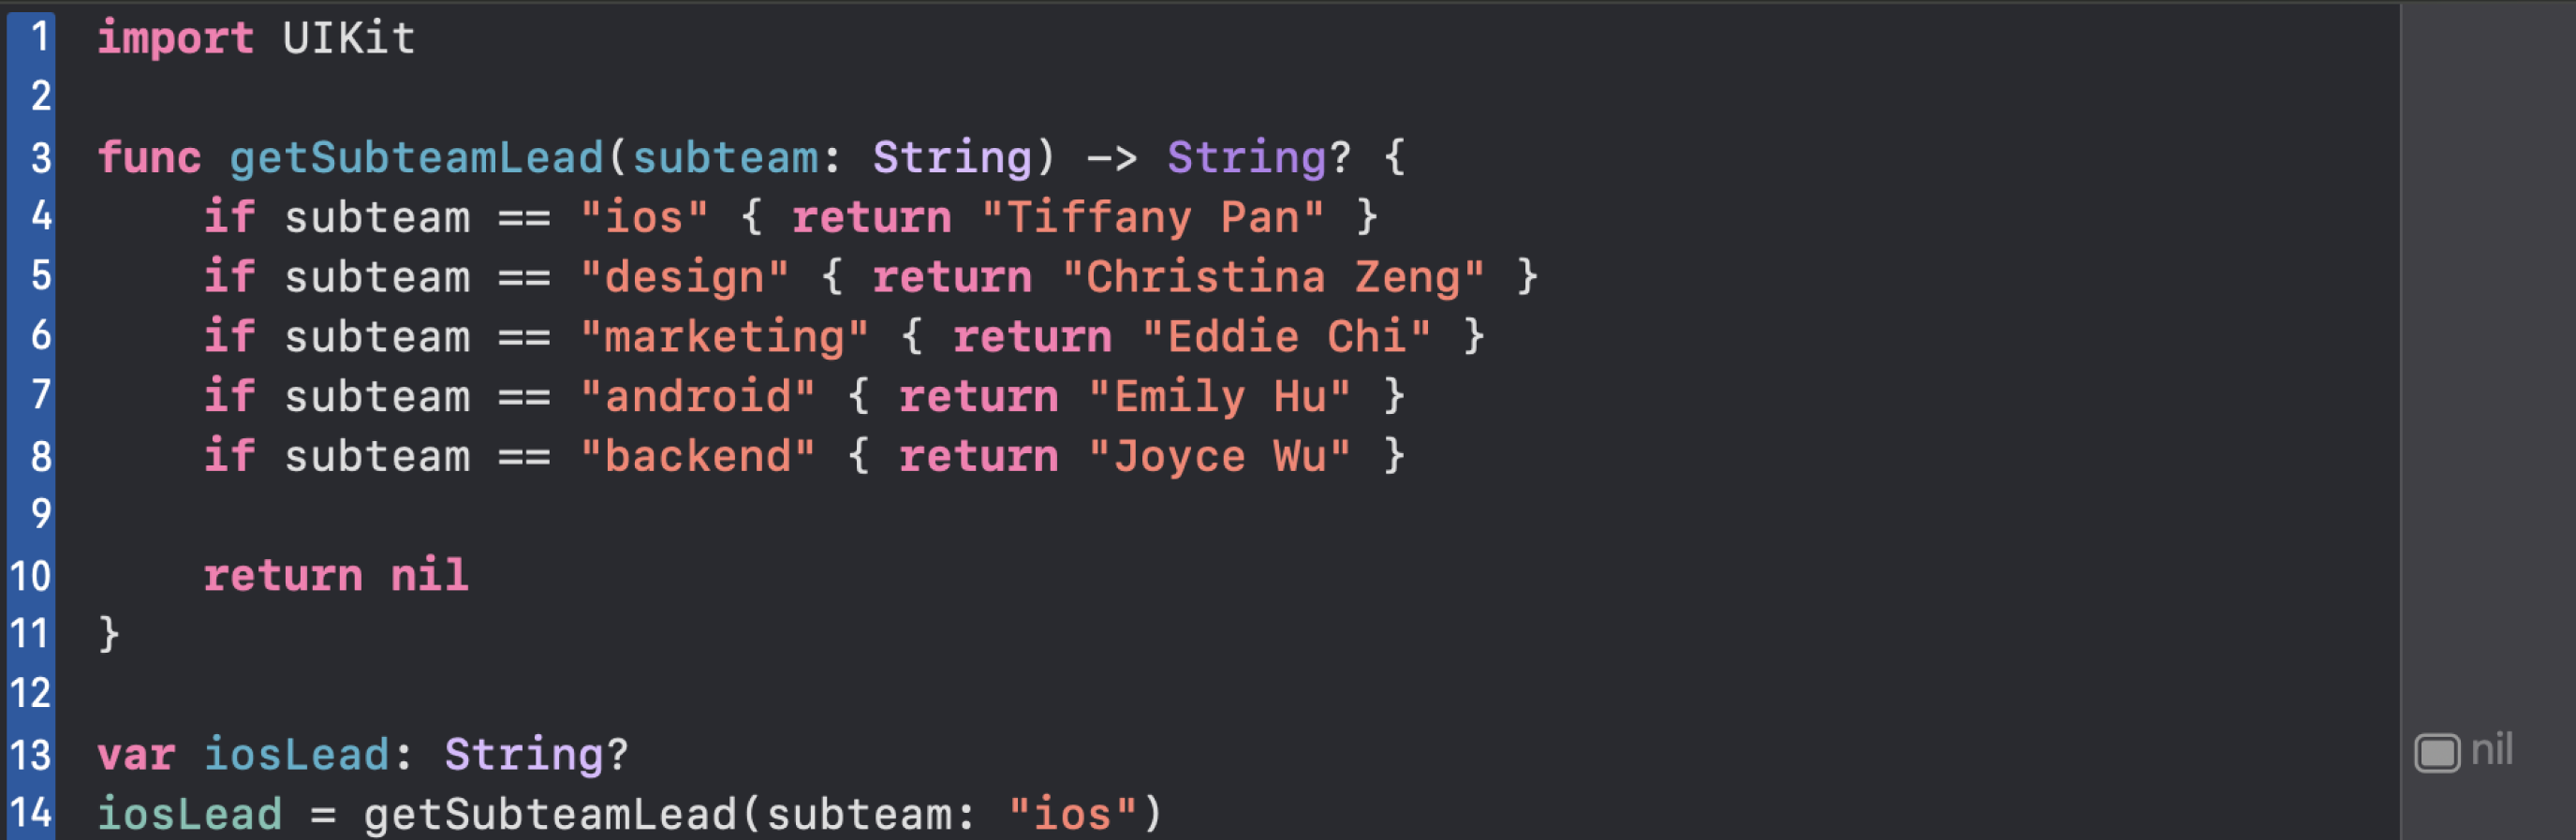 1 import UIKit
2
3 func getSubteamLead(subteam: String) -> String? {
4     if subteam == "ios" { return "Tiffany Pan" }
5     if subteam == "design" { return "Christina Zeng" }
6     if subteam == "marketing" { return "Eddie Chi" }
7     if subteam == "android" { return "Emily Hu" }
8     if subteam == "backend" { return "Joyce Wu" }
9
10     return nil
11 }
12
13 var iosLead: String? nil
14 iosLead = getSubteamLead(subteam: "ios")